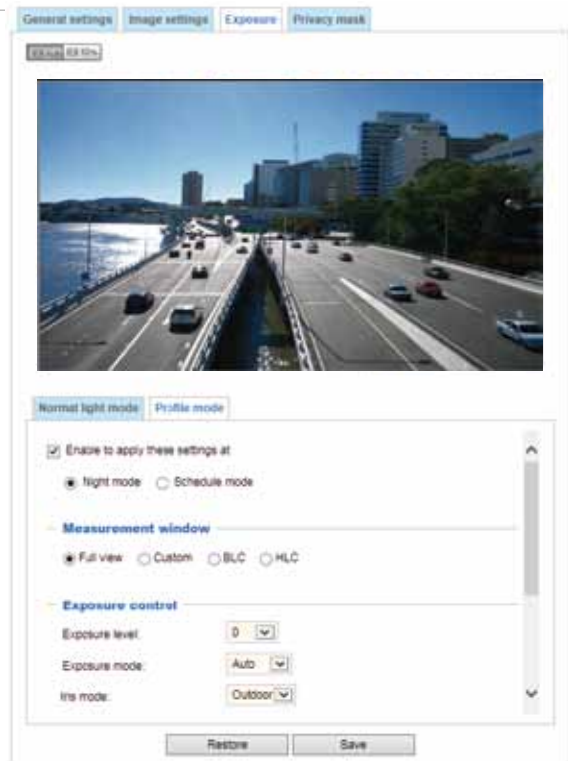 General settings Image settings Exposure Privacy mask
Normal light mode Profile mode
Enable to apply these settings at
Night mode Schedule mode
Measurement window
Full view Custom BLC HLC
Exposure control
Exposure level: 0
Exposure mode: Auto
Iris mode: Outdoor
Restore Save